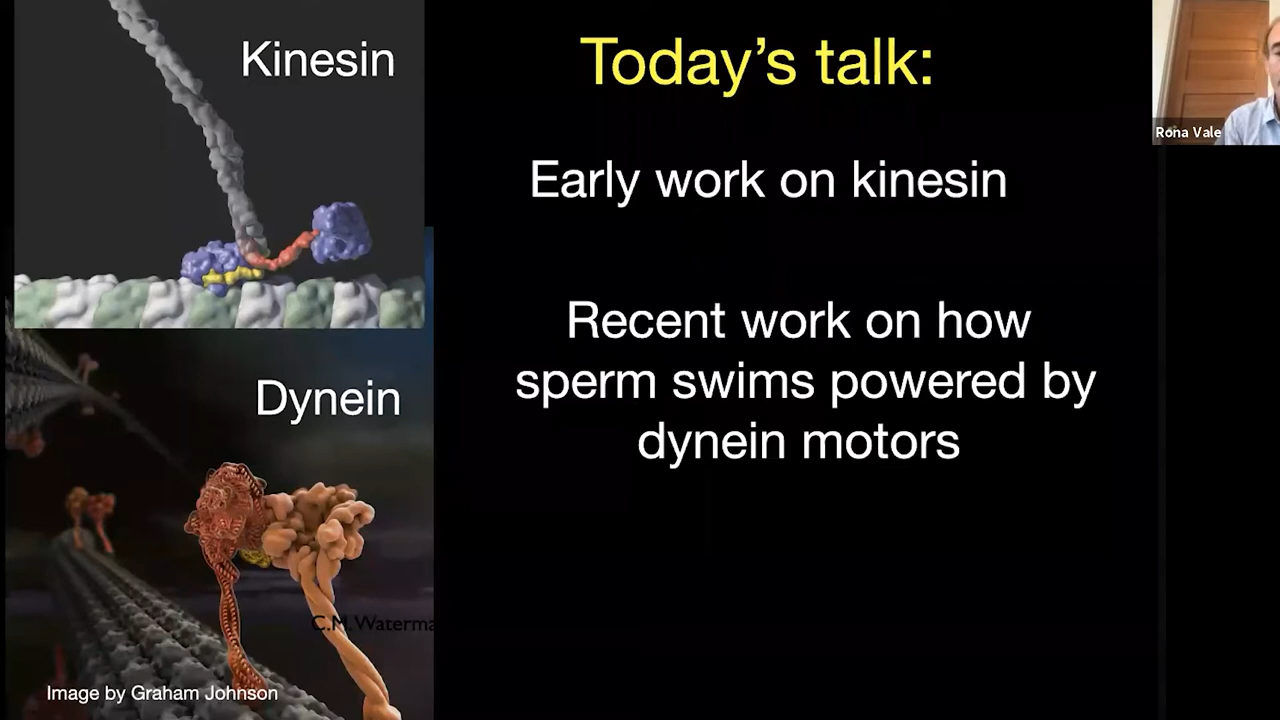 Kinesin
Today’s talk:
Rona Vale
Early work on kinesin
Recent work on how
sperm swims powered by
dynein motors
Dynein
C.M.Waterma
Image by Graham Johnson